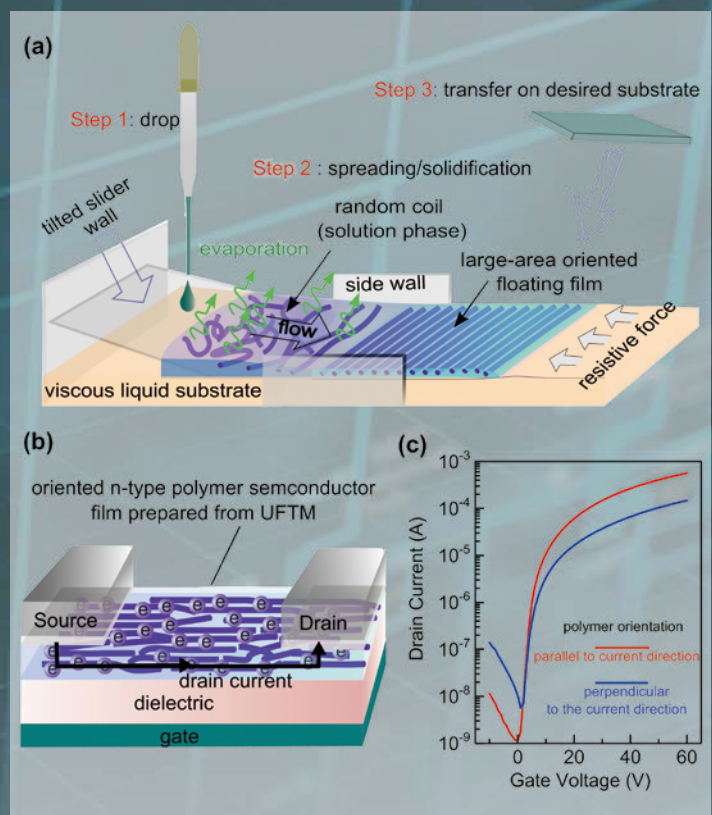 (a)
Step 1: drop
Step 3: transfer on desired substrate
Step 2 : spreading/solidification
tilted slider
wall
random coil
(solution phase)
evaporation
side wall
large-area oriented
floating film
flow
resistive force
viscous liquid substrate
(b)
oriented n-type polymer semconductor
film prepared from UFTM
Source
Drain
e e e e e e e e e e e e e e e e e e e e
drain current
dielectric
gate
(c)
Drain Current (A)
10⁻³
10⁻⁴
10⁻⁵
10⁻⁶
10⁻⁷
10⁻⁸
10⁻⁹
polymer orientation
parallel to current direction
perpendicular
to the current direction
0 20 40 60
Gate Voltage (V)